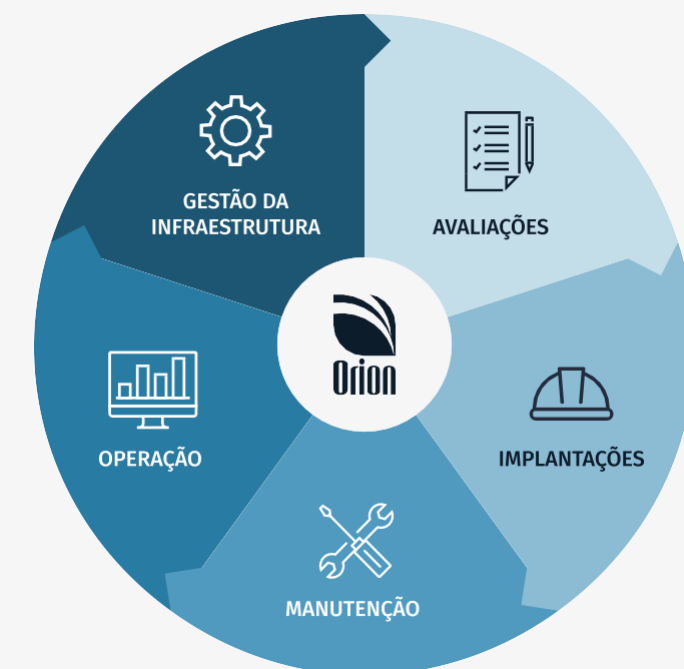 GESTÃO DA
INFRAESTRUTURA
AVALIAÇÕES
Orion
OPERAÇÃO
IMPLANTAÇÕES
MANUTENÇÃO